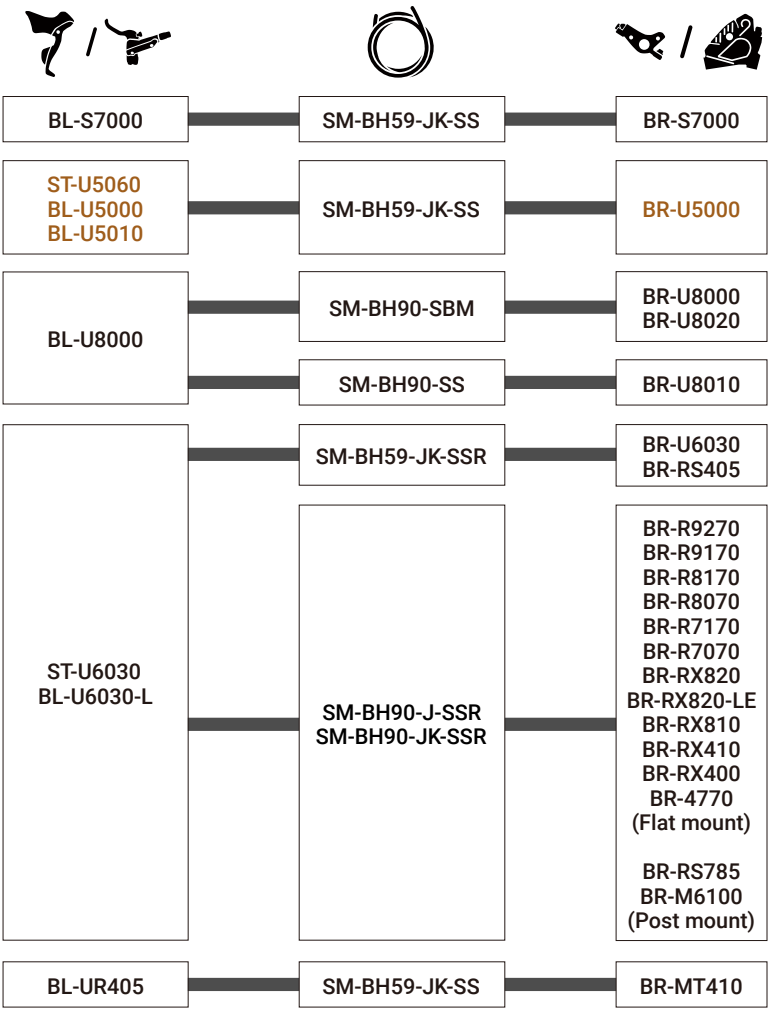 BL-S7000
SM-BH59-JK-SS
BR-S7000
ST-U5060
BL-U5000
BL-U5010
SM-BH59-JK-SS
BR-U5000
BL-U8000
SM-BH90-SBM
BR-U8000
BR-U8020
SM-BH90-SS
BR-U8010
ST-U6030
BL-U6030-L
SM-BH59-JK-SSR
BR-U6030
BR-RS405
SM-BH90-J-SSR
SM-BH90-JK-SSR
BR-R9270
BR-R9170
BR-R8170
BR-R8070
BR-R7170
BR-R7070
BR-RX820
BR-RX820-LE
BR-RX810
BR-RX410
BR-RX400
BR-4770
(Flat mount)
BR-RS785
BR-M6100
(Post mount)
BL-UR405
SM-BH59-JK-SS
BR-MT410